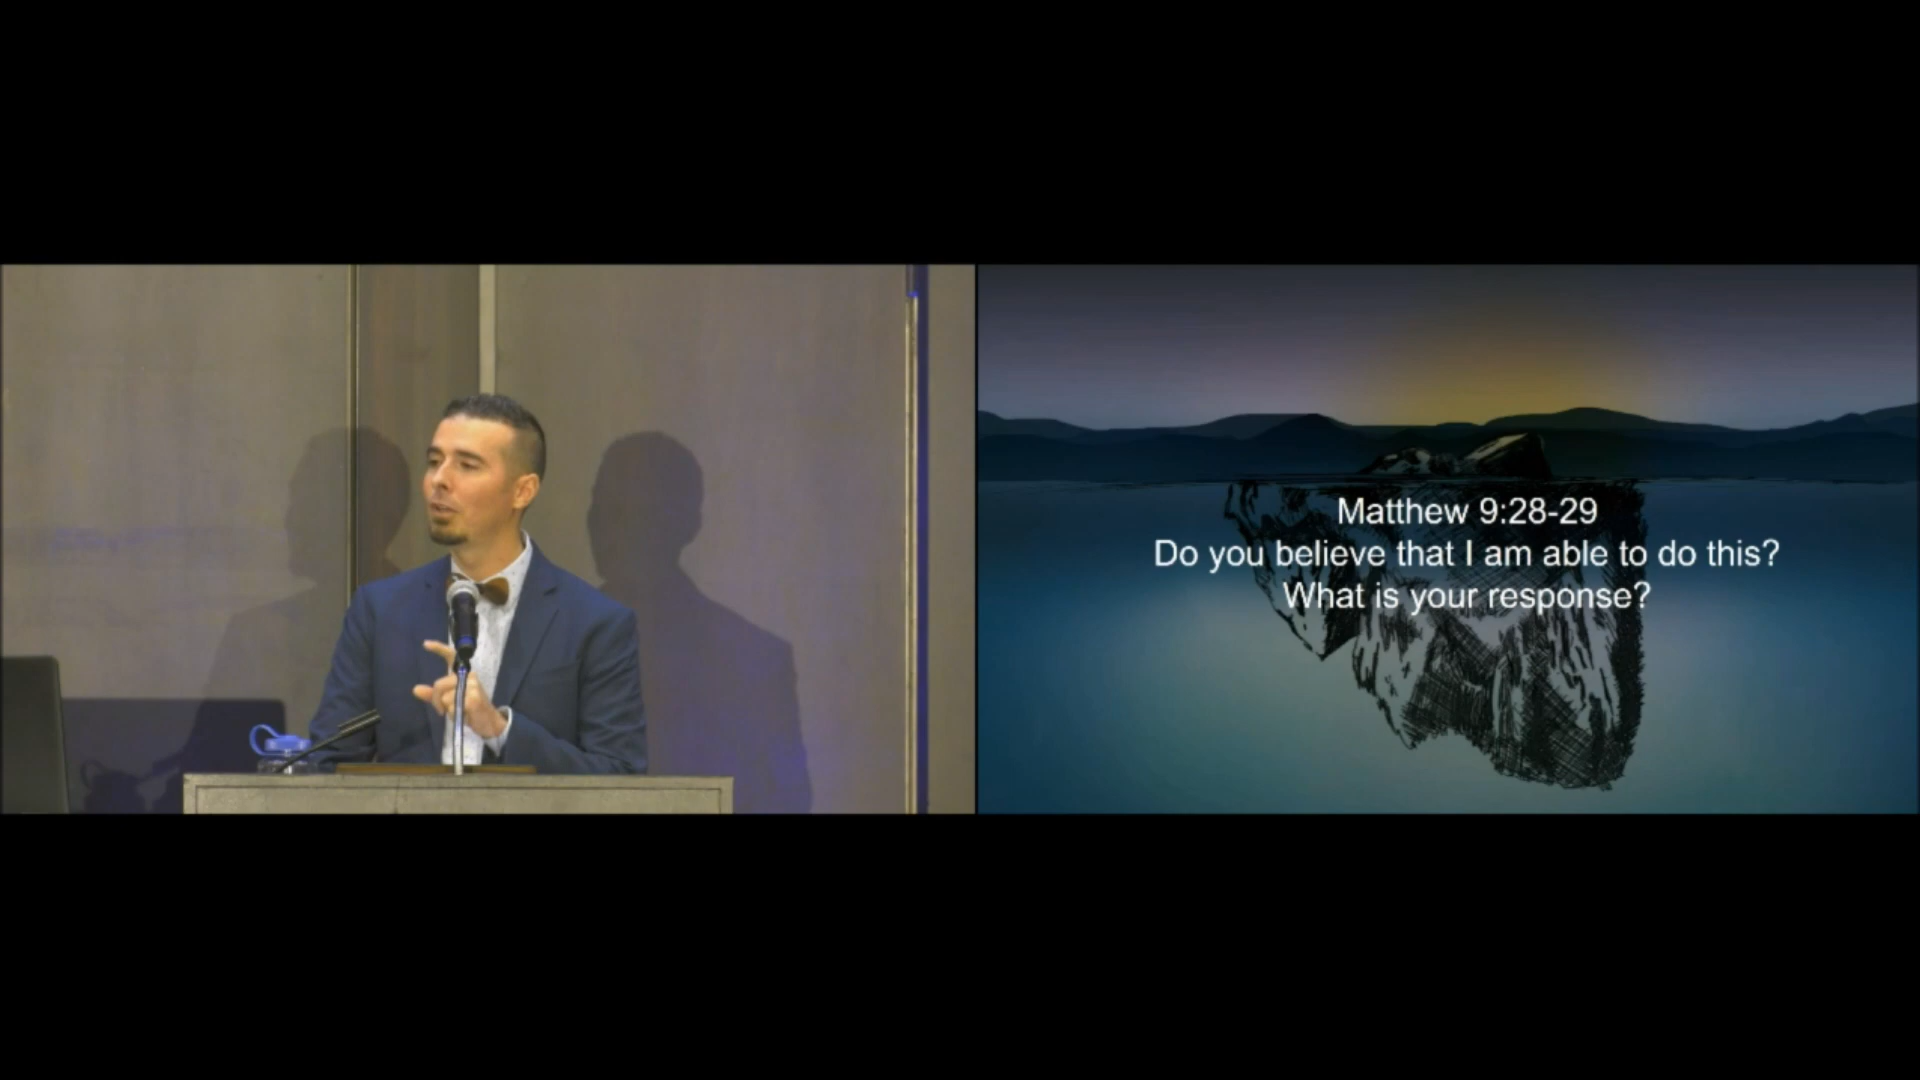 Matthew 9:28-29
Do you believe that I am able to do this?
What is your response?